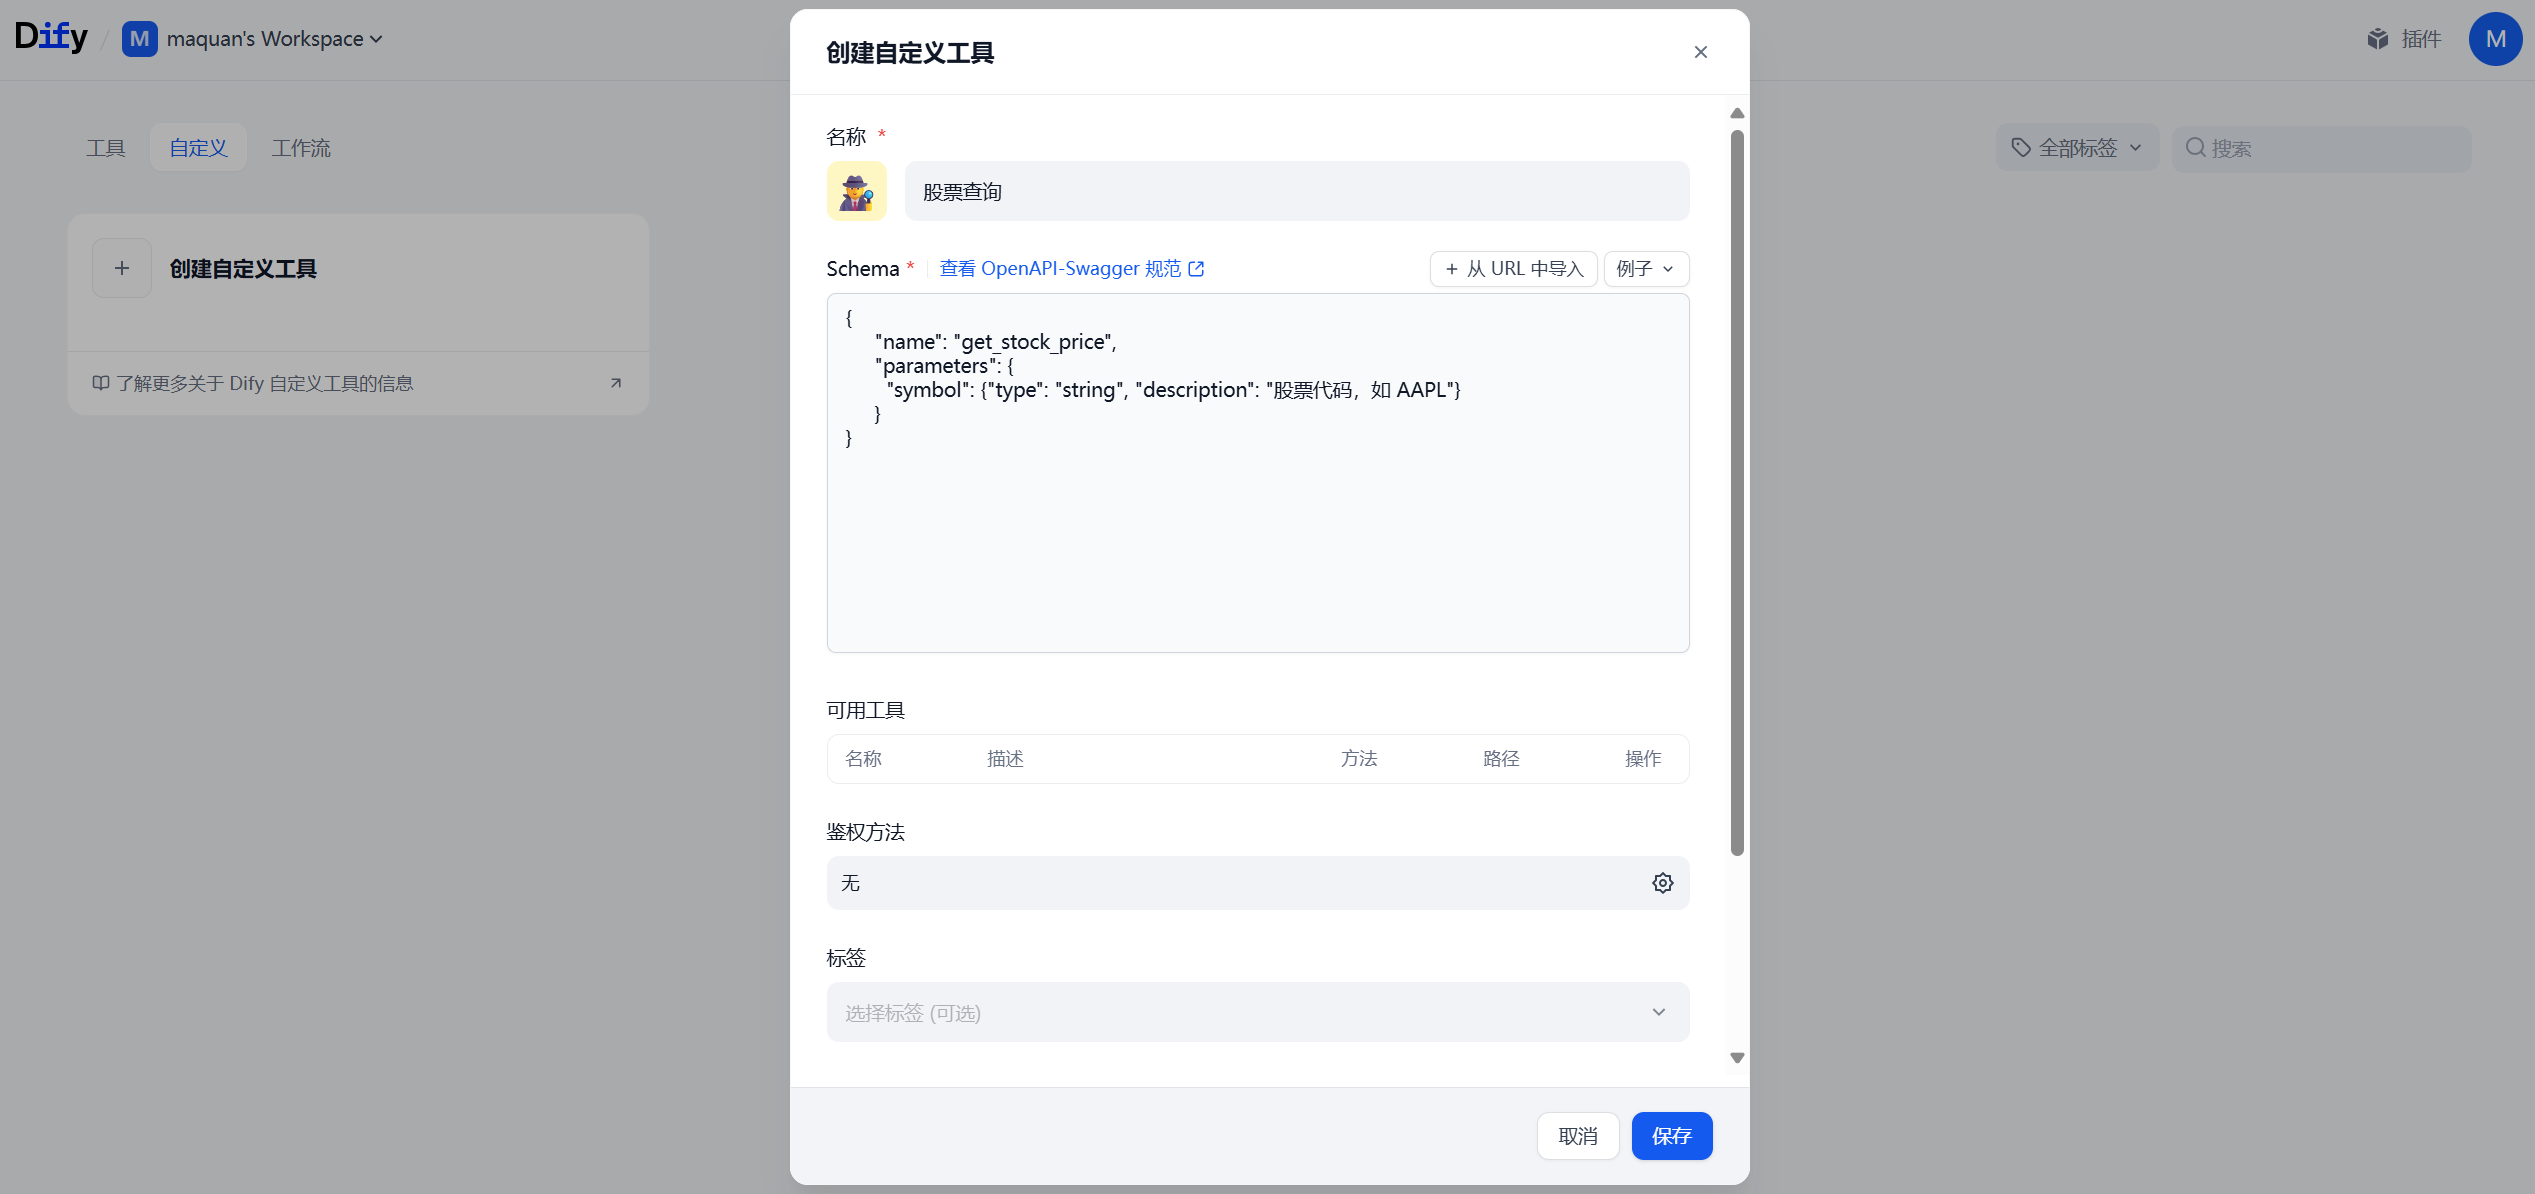 Dify / M maquan's Workspace
插件 M
工具 自定义 工作流
全部标签 搜索
创建自定义工具
了解更多关于 Dify 自定义工具的信息
创建自定义工具
名称 *
股票查询
Schema * 查看 OpenAPI-Swagger 规范
+ 从 URL 中导入 例子
{
"name": "get_stock_price",
"parameters": {
"symbol": {"type": "string", "description": "股票代码，如 AAPL"}
}
}
可用工具
名称 描述 方法 路径 操作
鉴权方法
无
标签
选择标签 (可选)
取消 保存